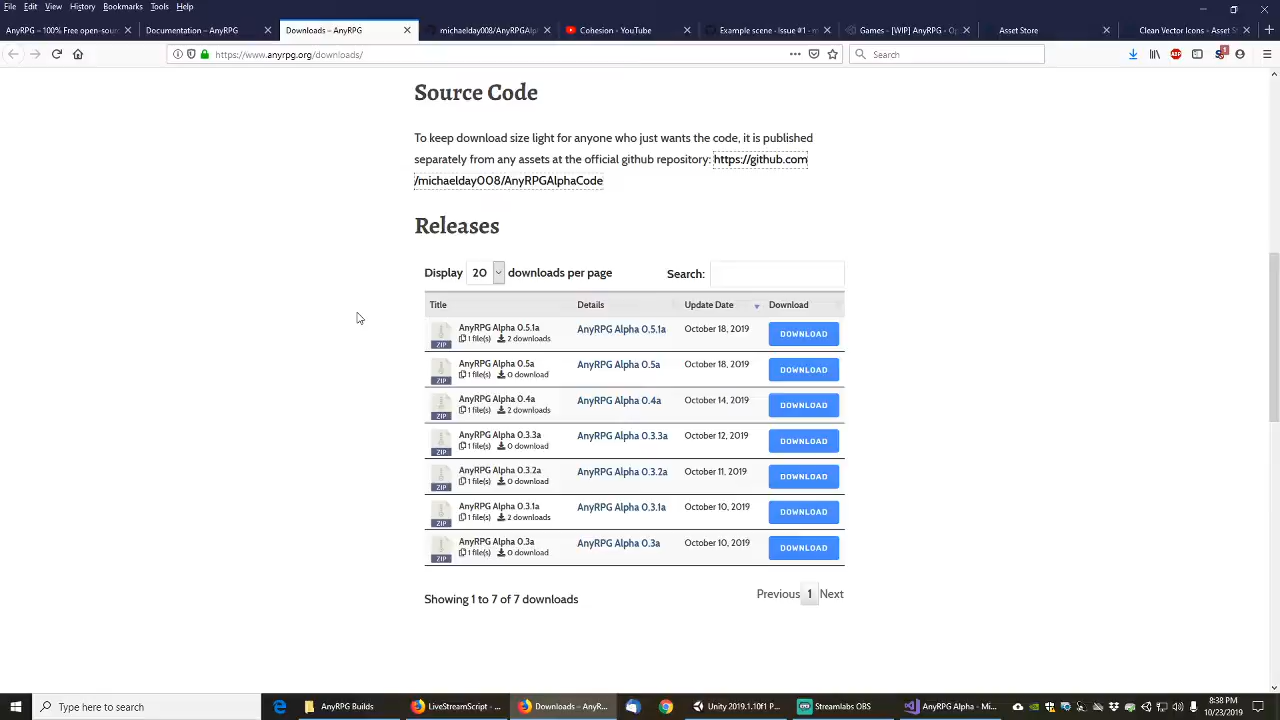 File Edit View History Bookmarks Tools Help
AnyRPG – 100% Free open-sour
Documentation – AnyRPG
Downloads – AnyRPG
michaelday008/AnyRPGAlph
Cohesion - YouTube
Example scene · Issue #1 · m
Games - [WIP] AnyRPG - Op
Asset Store
Clean Vector Icons - Asset S
https://www.anyrpg.org/downloads/
Search
Source Code
To keep download size light for anyone who just wants the code, it is published
separately from any assets at the official github repository: https://github.com
/michaelday008/AnyRPGAlphaCode
Releases
Display 20 downloads per page Search:
Title Details Update Date Download
AnyRPG Alpha 0.5.1a AnyRPG Alpha 0.5.1a October 18, 2019 DOWNLOAD
ZIP 1 file(s) 2 downloads
AnyRPG Alpha 0.5a AnyRPG Alpha 0.5a October 18, 2019 DOWNLOAD
ZIP 1 file(s) 0 download
AnyRPG Alpha 0.4a AnyRPG Alpha 0.4a October 14, 2019 DOWNLOAD
ZIP 1 file(s) 2 downloads
AnyRPG Alpha 0.3.3a AnyRPG Alpha 0.3.3a October 12, 2019 DOWNLOAD
ZIP 1 file(s) 0 download
AnyRPG Alpha 0.3.2a AnyRPG Alpha 0.3.2a October 11, 2019 DOWNLOAD
ZIP 1 file(s) 0 download
AnyRPG Alpha 0.3.1a AnyRPG Alpha 0.3.1a October 10, 2019 DOWNLOAD
ZIP 1 file(s) 2 downloads
AnyRPG Alpha 0.3a AnyRPG Alpha 0.3a October 10, 2019 DOWNLOAD
ZIP 1 file(s) 0 download
Showing 1 to 7 of 7 downloads Previous 1 Next
Type here to search
AnyRPG Builds
LiveStreamScript - ...
Downloads – AnyR...
Unity 2019.1.10f1 P...
Streamlabs OBS
AnyRPG Alpha - Mi...
8:38 PM
10/23/2019